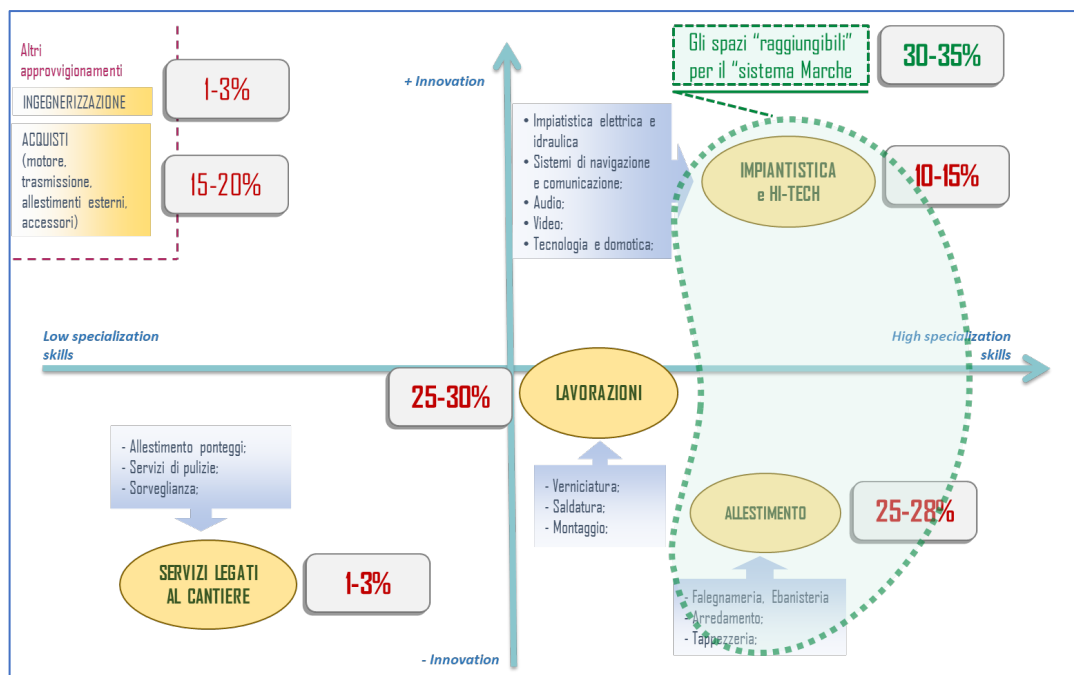 Altri
approvvigionamenti
INGEGNERIZZAZIONE
1-3%
ACQUISTI
(motore,
trasmissione,
allestimenti esterni,
accessori)
15-20%
+ Innovation
Gli spazi “raggiungibili”
per il “sistema Marche
30-35%
• Impiatistica elettrica e
idraulica
• Sistemi di navigazione
e comunicazione;
• Audio;
• Video;
• Tecnologia e domotica;
IMPIANTISTICA
e HI-TECH
10-15%
Low specialization
skills
High specialization
skills
25-30%
LAVORAZIONI
- Allestimento ponteggi;
- Servizi di pulizie;
- Sorveglianza;
- Verniciatura;
- Saldatura;
- Montaggio;
ALLESTIMENTO
25-28%
SERVIZI LEGATI
AL CANTIERE
1-3%
- Falegnameria, Ebanisteria
- Arredamento;
- Tappezzeria;
- Innovation